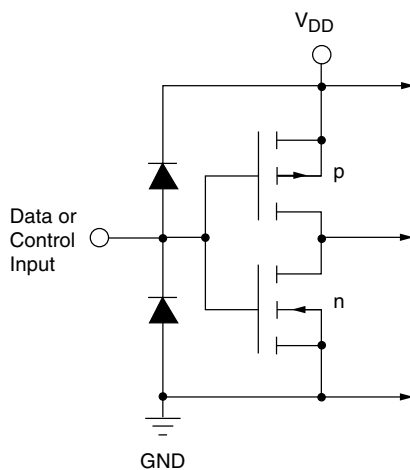 VDD
p
Data or
Control
Input
n
GND